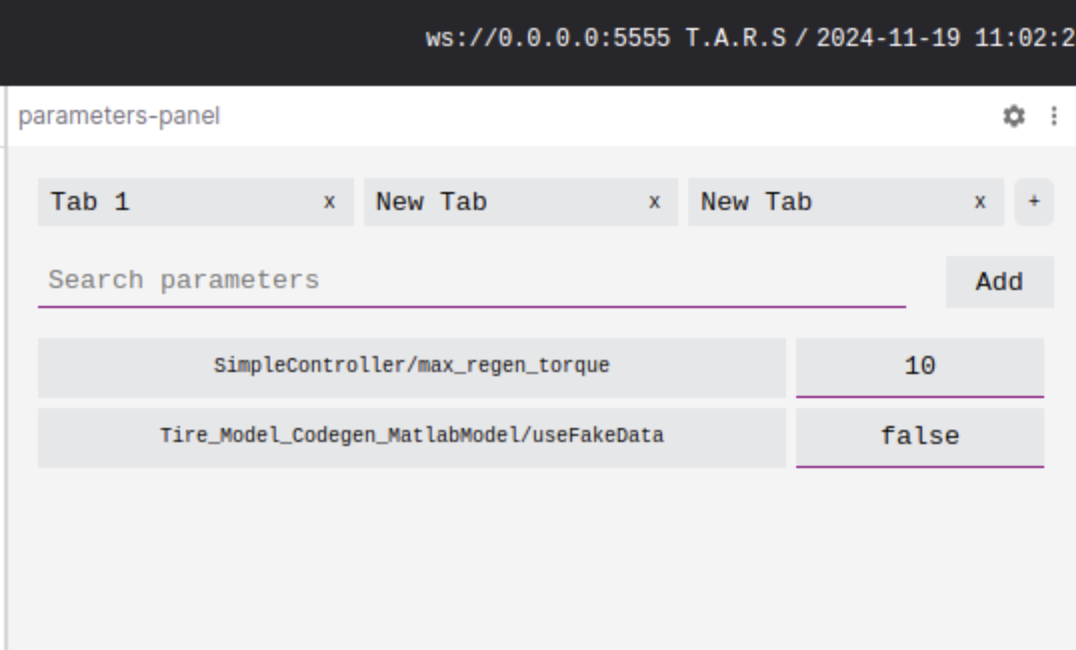 ws://0.0.0.0:5555 T.A.R.S / 2024-11-19 11:02:2
parameters-panel
Tab 1 x New Tab x New Tab x +
Search parameters Add
SimpleController/max_regen_torque 10
Tire_Model_Codegen_MatlabModel/useFakeData false